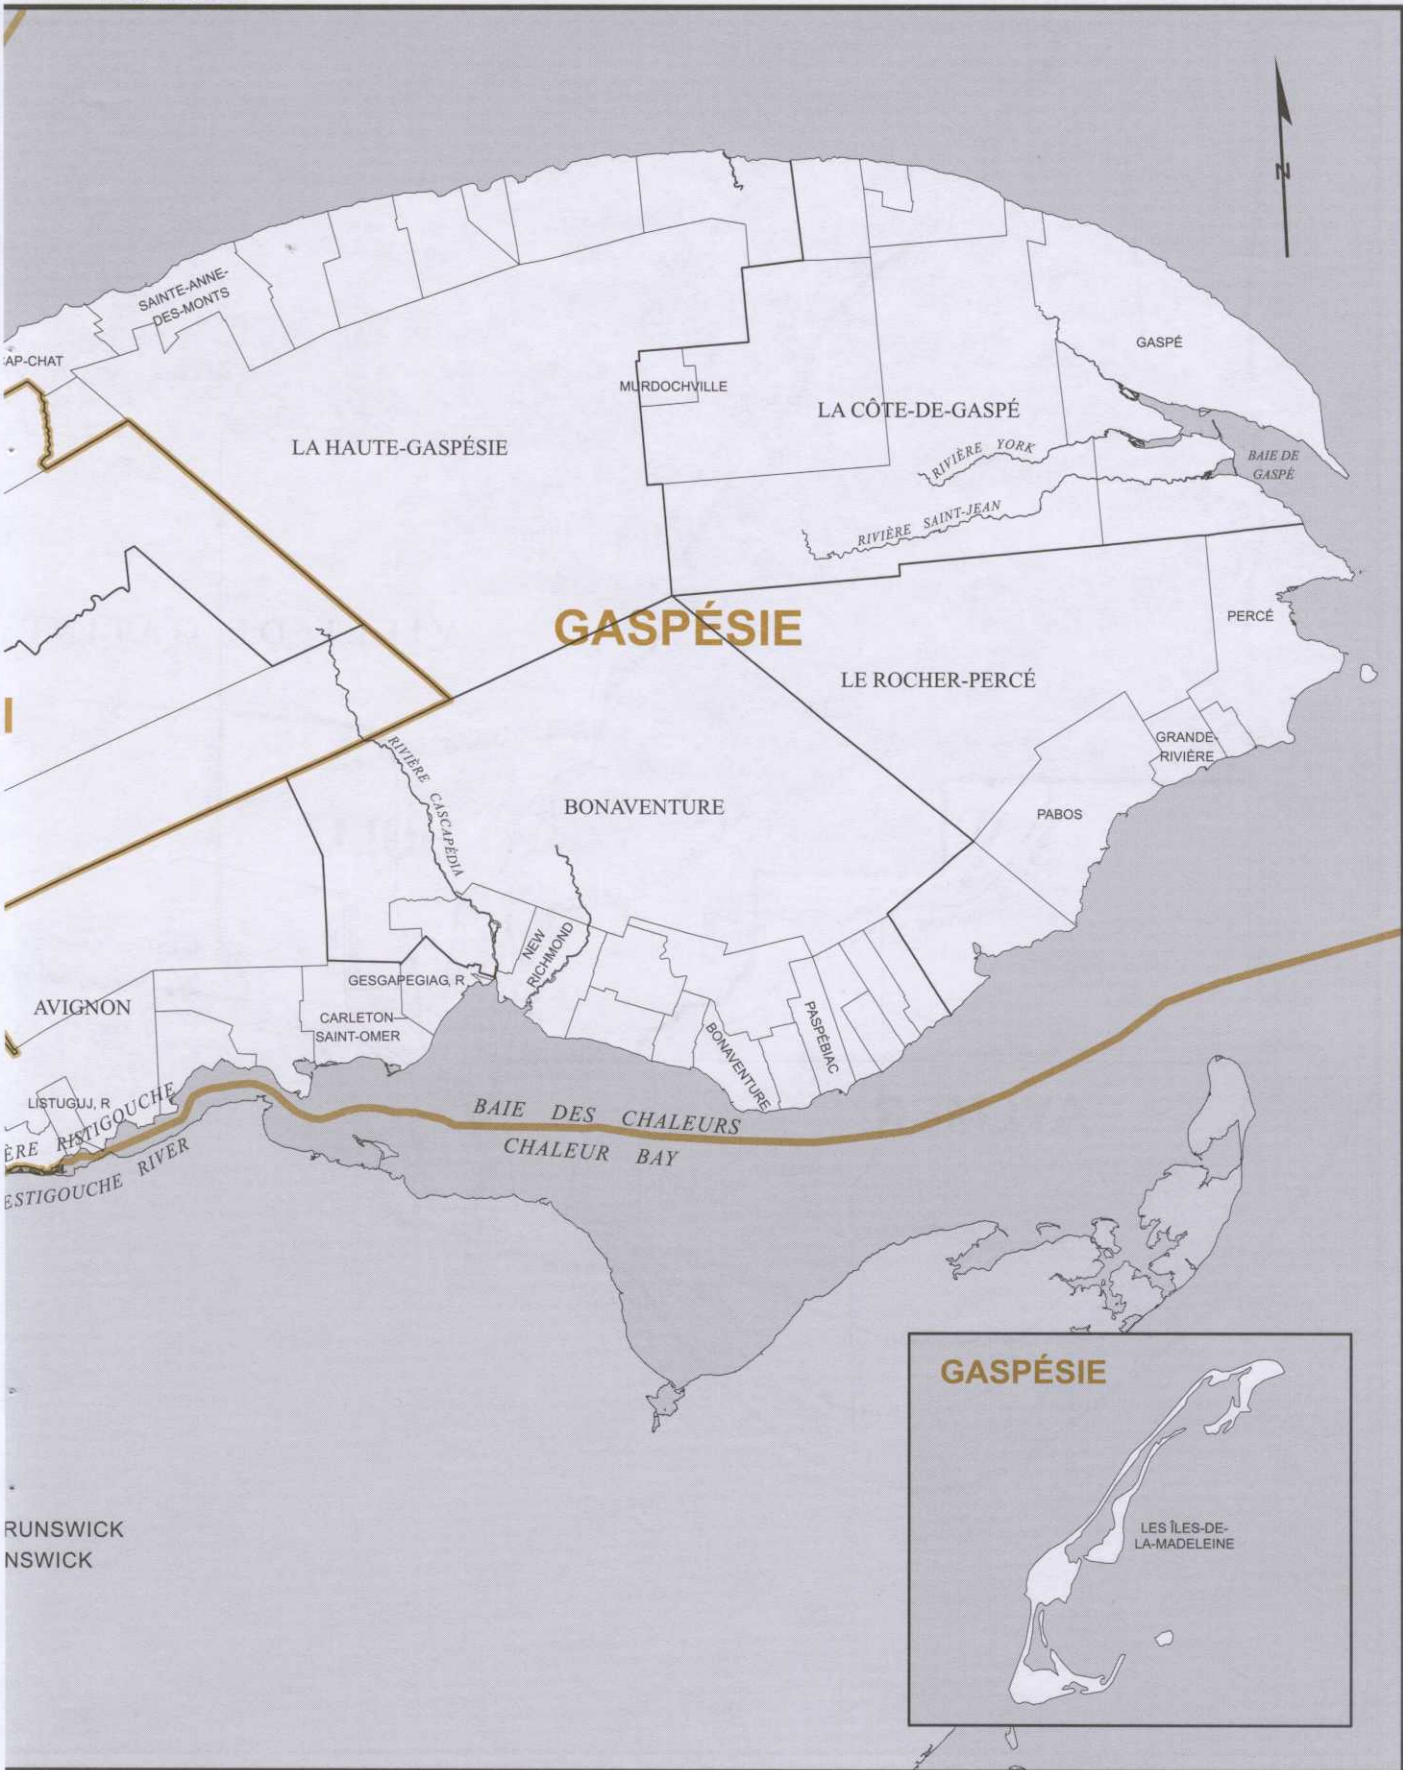 N
SAINTE-ANNE-
DES-MONTS
AP-CHAT
GASPÉ
MURDOCHVILLE
LA CÔTE-DE-GASPÉ
LA HAUTE-GASPÉSIE
RIVIÈRE YORK
BAIE DE
GASPÉ
RIVIÈRE SAINT-JEAN
GASPÉSIE
PERCÉ
LE ROCHER-PERCÉ
I
GRANDE-
RIVIÈRE
RIVIÈRE CASCAPÉDIA
BONAVENTURE
PABOS
NEW
RICHMOND
GESGAPEGIAG, R
AVIGNON
CARLETON-
SAINT-OMER
PASPÉBIAC
BONAVENTURE
LISTUGUJ, R
ÈRE RISTIGOUCHE
ESTIGOUCHE RIVER
BAIE DES CHALEURS
CHALEUR BAY
GASPÉSIE
LES ÎLES-DE-
LA-MADELEINE
RUNSWICK
NSWICK